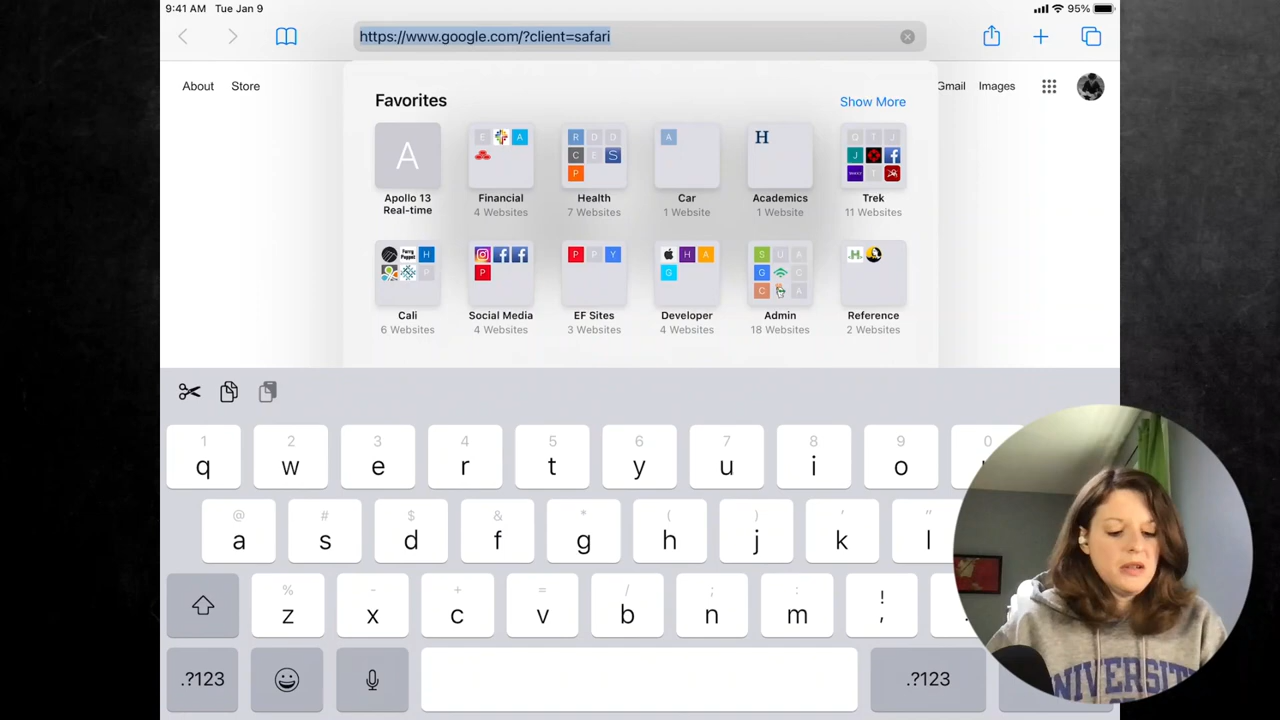 9:41 AM Tue Jan 9
95%
https://www.google.com/?client=safari
About Store
Gmail Images
Favorites
Show More
A
E A
R D D
C E S
P
A
H
Q T J
J
T
Apollo 13
Real-time
Financial
4 Websites
Health
7 Websites
Car
1 Website
Academics
1 Website
Trek
11 Websites
H
P
P
P P Y
H A
G
S U A
G C
C A
H
Cali
6 Websites
Social Media
4 Websites
EF Sites
3 Websites
Developer
4 Websites
Admin
18 Websites
Reference
2 Websites
1 2 3 4 5 6 7 8 9 0
q w e r t y u i o
@ # $ & * ( ) ' "
a s d f g h j k l
% - + = / ; : !
z x c v b n m ,
.?123 .?123
UNIVERSITY